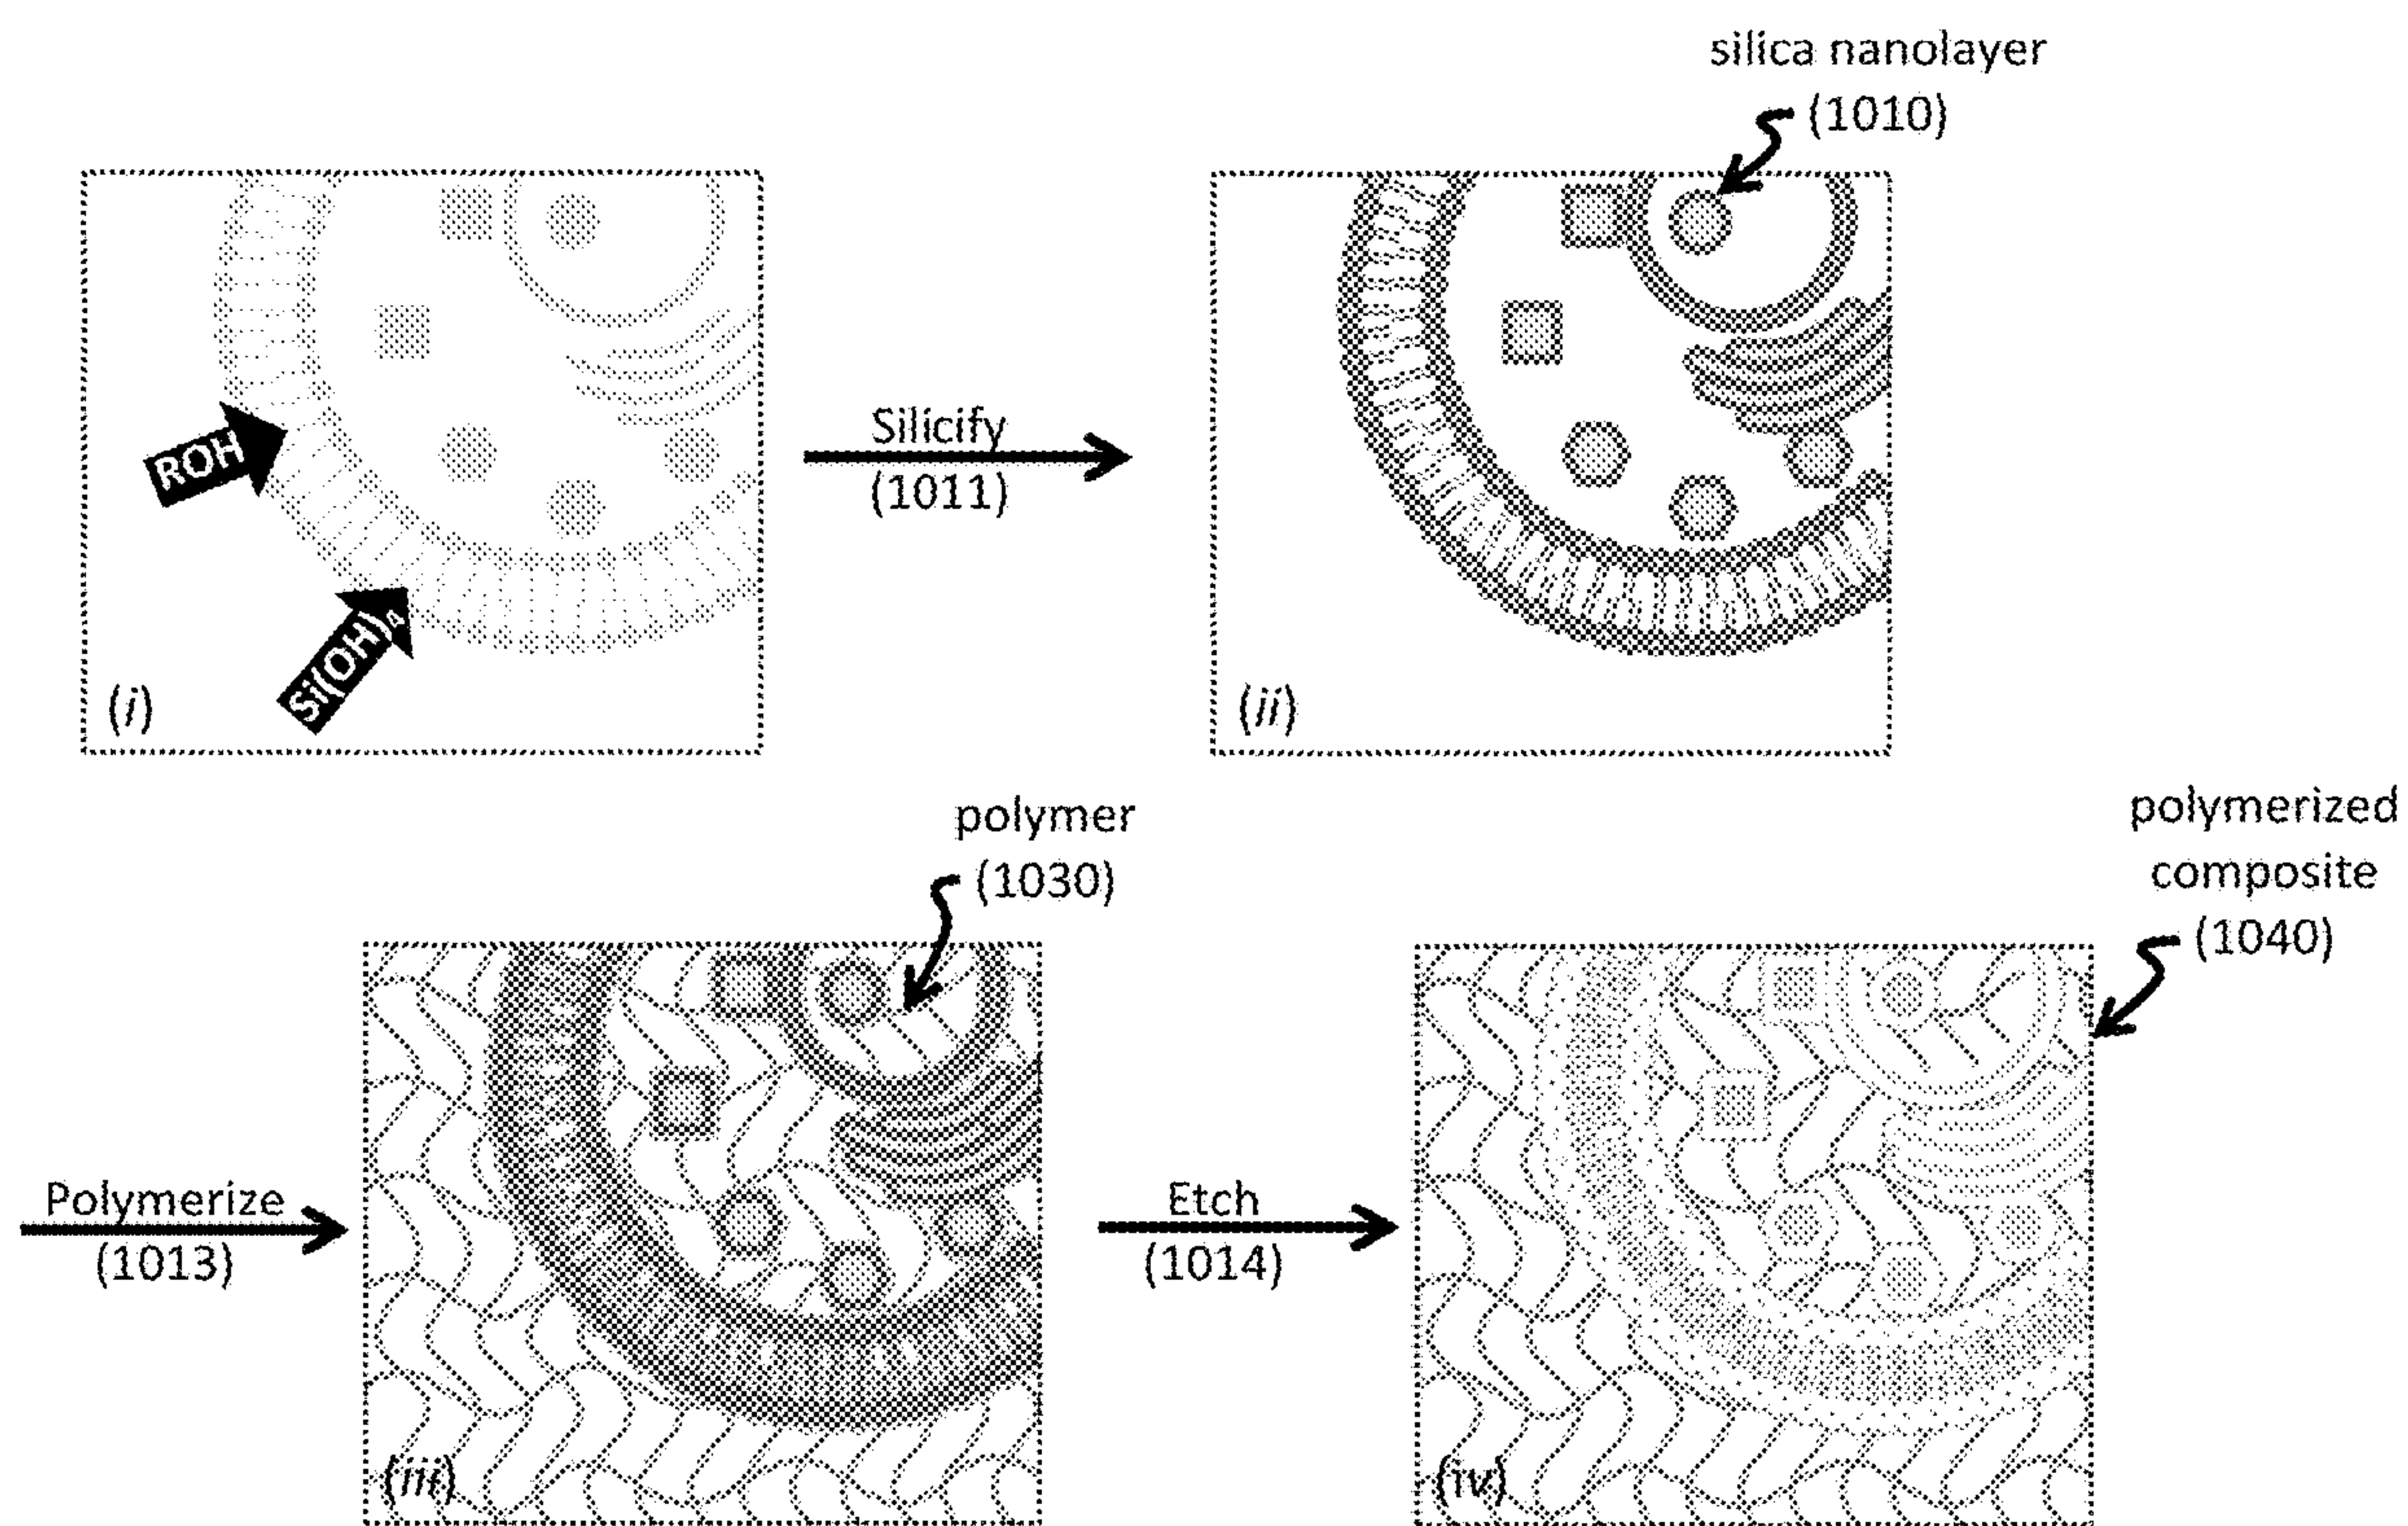 silica nanolayer
(1010)
ROH
Si(OH)₄
(i)
Silicify
(1011)
(ii)
polymer
(1030)
polymerized
composite
(1040)
Polymerize
(1013)
(iii)
Etch
(1014)
(iv)